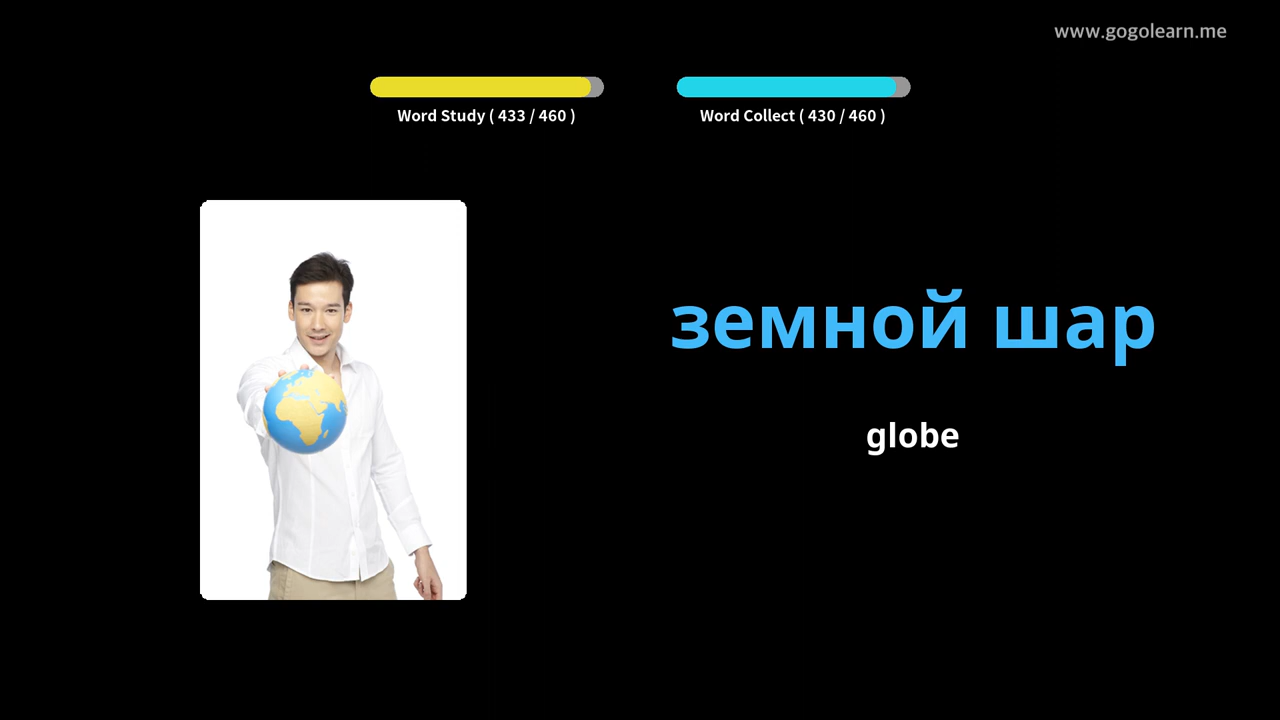 www.gogolearn.me
Word Study ( 433 / 460 )
Word Collect ( 430 / 460 )
земной шар
globe